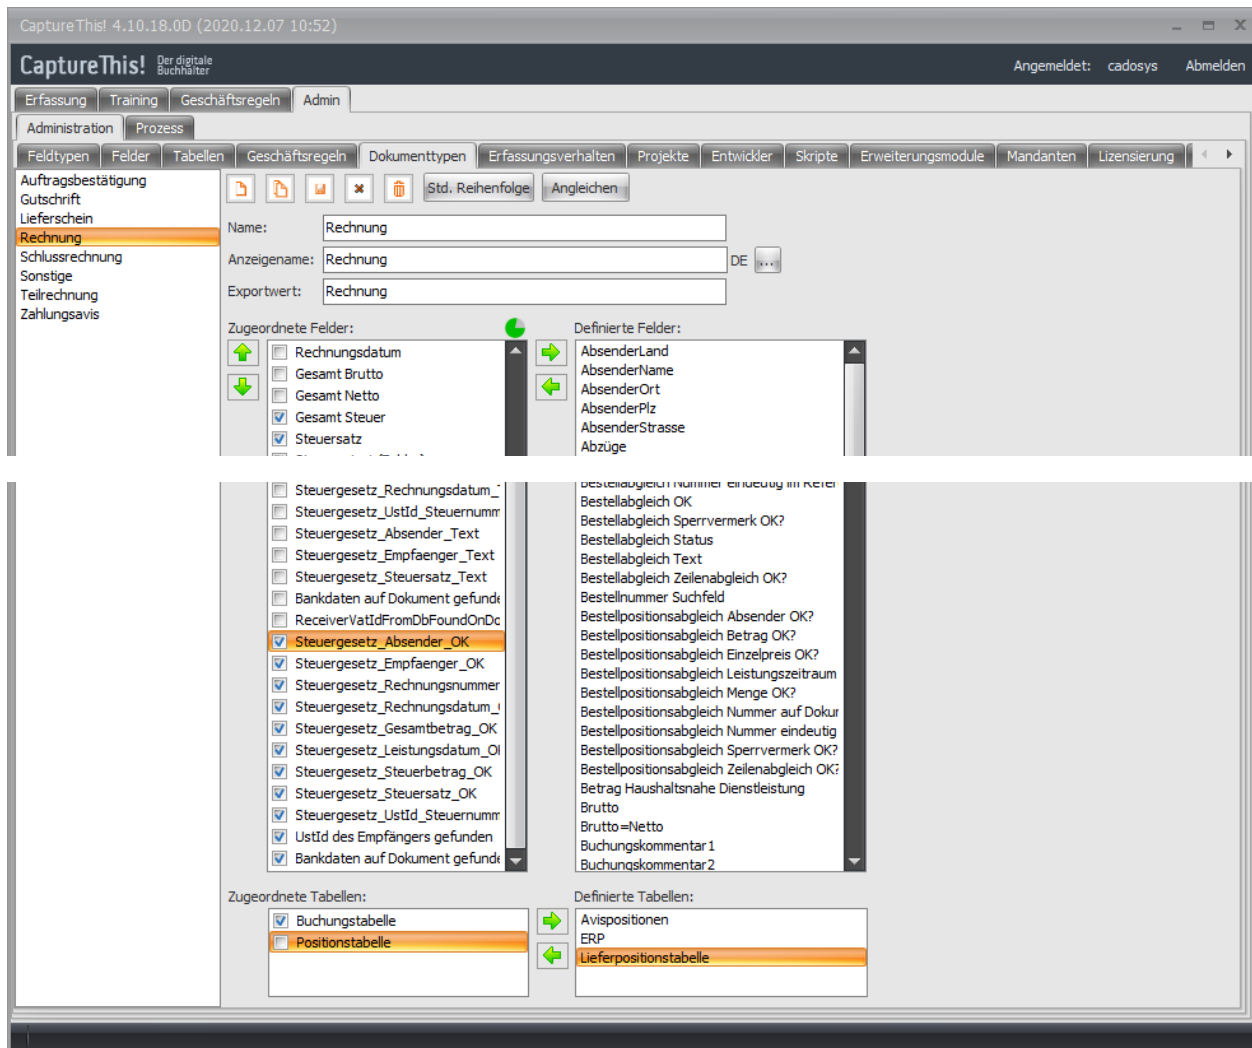 CaptureThis! 4.10.18.0D (2020.12.07 10:52)
CaptureThis! Der digitale Buchhalter
Angemeldet: cadosys Abmelden
Erfassung Training Geschäftsregeln Admin
Administration Prozess
Feldtypen Felder Tabellen Geschäftsregeln Dokumenttypen Erfassungsverhalten Projekte Entwickler Skripte Erweiterungsmodule Mandanten Lizensierung
Auftragsbestätigung
Gutschrift
Lieferschein
Rechnung
Schlussrechnung
Sonstige
Teilrechnung
Zahlungsavis
Std. Reihenfolge Angleichen
Name: Rechnung
Anzeigename: Rechnung DE ...
Exportwert: Rechnung
Zugeordnete Felder:
Rechnungsdatum
Gesamt Brutto
Gesamt Netto
Gesamt Steuer
Steuersatz
Steuergesetz_Rechnungsdatum_T
Steuergesetz_UstId_Steuernumm
Steuergesetz_Absender_Text
Steuergesetz_Empfaenger_Text
Steuergesetz_Steuersatz_Text
Bankdaten auf Dokument gefunde
ReceiverVatIdFromDbFoundOnDo
Steuergesetz_Absender_OK
Steuergesetz_Empfaenger_OK
Steuergesetz_Rechnungsnummer
Steuergesetz_Rechnungsdatum_(
Steuergesetz_Gesamtbetrag_OK
Steuergesetz_Leistungsdatum_OK
Steuergesetz_Steuerbetrag_OK
Steuergesetz_Steuersatz_OK
Steuergesetz_UstId_Steuernumm
UstId des Empfängers gefunden
Bankdaten auf Dokument gefunde
Definierte Felder:
AbsenderLand
AbsenderName
AbsenderOrt
AbsenderPlz
AbsenderStrasse
Abzüge
Bestellabgleich Nummer eindeutig im Refer
Bestellabgleich OK
Bestellabgleich Sperrvermerk OK?
Bestellabgleich Status
Bestellabgleich Text
Bestellabgleich Zeilenabgleich OK?
Bestellnummer Suchfeld
Bestellpositionsabgleich Absender OK?
Bestellpositionsabgleich Betrag OK?
Bestellpositionsabgleich Einzelpreis OK?
Bestellpositionsabgleich Leistungszeitraum
Bestellpositionsabgleich Menge OK?
Bestellpositionsabgleich Nummer auf Dokur
Bestellpositionsabgleich Nummer eindeutig
Bestellpositionsabgleich Sperrvermerk OK?
Bestellpositionsabgleich Zeilenabgleich OK?
Betrag Haushaltsnahe Dienstleistung
Brutto
Brutto=Netto
Buchungskommentar1
Buchungskommentar2
Zugeordnete Tabellen:
Buchungstabelle
Positionstabelle
Definierte Tabellen:
Avispositionen
ERP
Lieferpositionstabelle